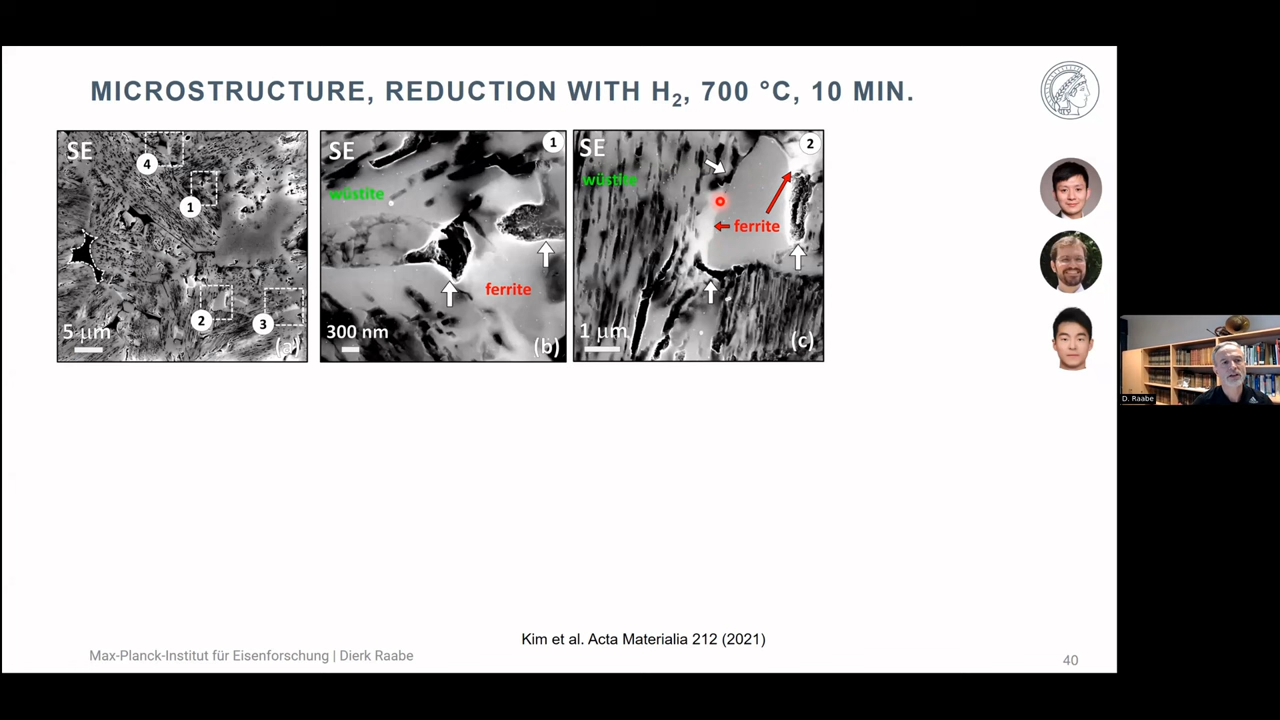 MICROSTRUCTURE, REDUCTION WITH H2, 700 °C, 10 MIN.
SE
4
1
2
3
5 μm
(a)
SE
1
wüstite
ferrite
300 nm
(b)
SE
2
wüstite
ferrite
1 μm
(c)
D. Raabe
Kim et al. Acta Materialia 212 (2021)
Max-Planck-Institut für Eisenforschung | Dierk Raabe
40